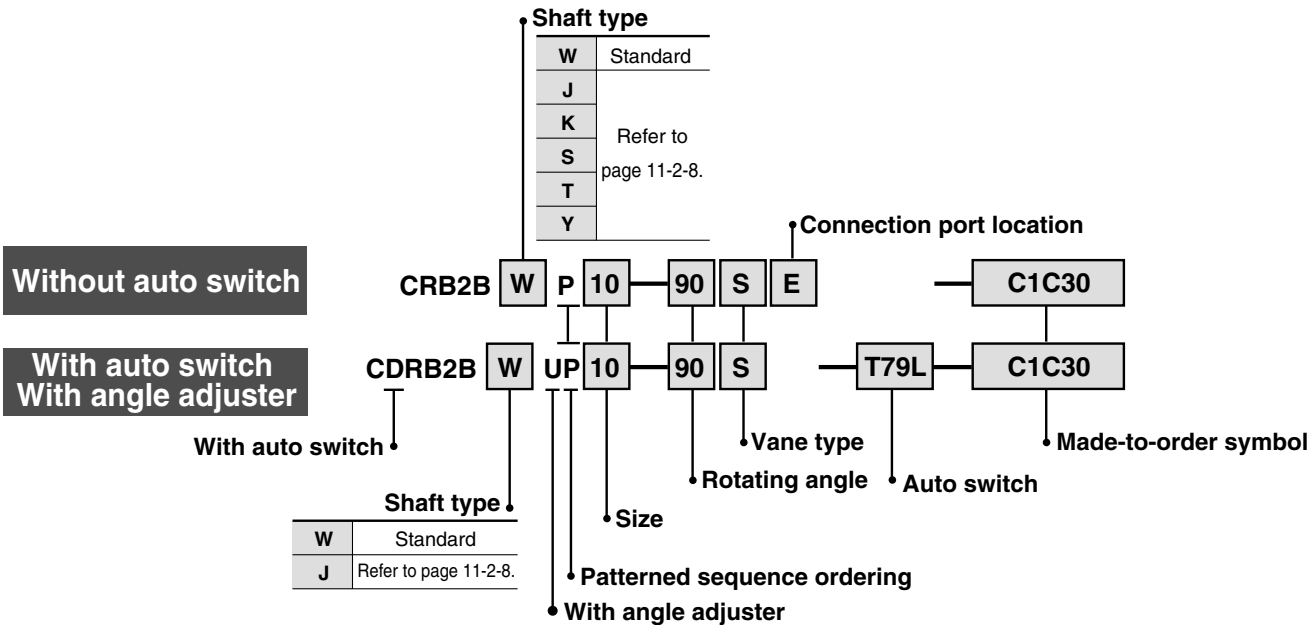 Shaft type
W Standard
J
K
S
T
Y
Refer to
page 11-2-8.
Connection port location
Without auto switch
CRB2B W P 10 — 90 S E — C1C30
With auto switch
With angle adjuster
CDRB2B W UP 10 — 90 S — T79L — C1C30
With auto switch
Vane type
Made-to-order symbol
Rotating angle
Auto switch
Shaft type
Size
W Standard
J Refer to page 11-2-8.
Patterned sequence ordering
With angle adjuster